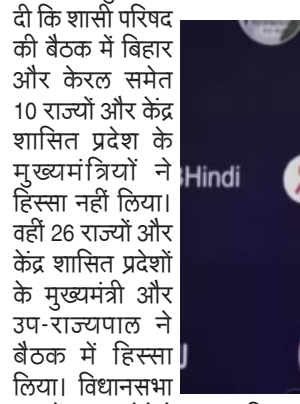 दी कि शासी परिषद
की बैठक में बिहार
और केरल समेत
10 राज्यों और केंद्र
शासित प्रदेश के
मुख्यमंत्रियों ने
हिस्सा नहीं लिया।
वहीं 26 राज्यों और
केंद्र शासित प्रदेशों
के मुख्यमंत्री और
उप-राज्यपाल ने
बैठक में हिस्सा
लिया। विधानसभा
Hindi